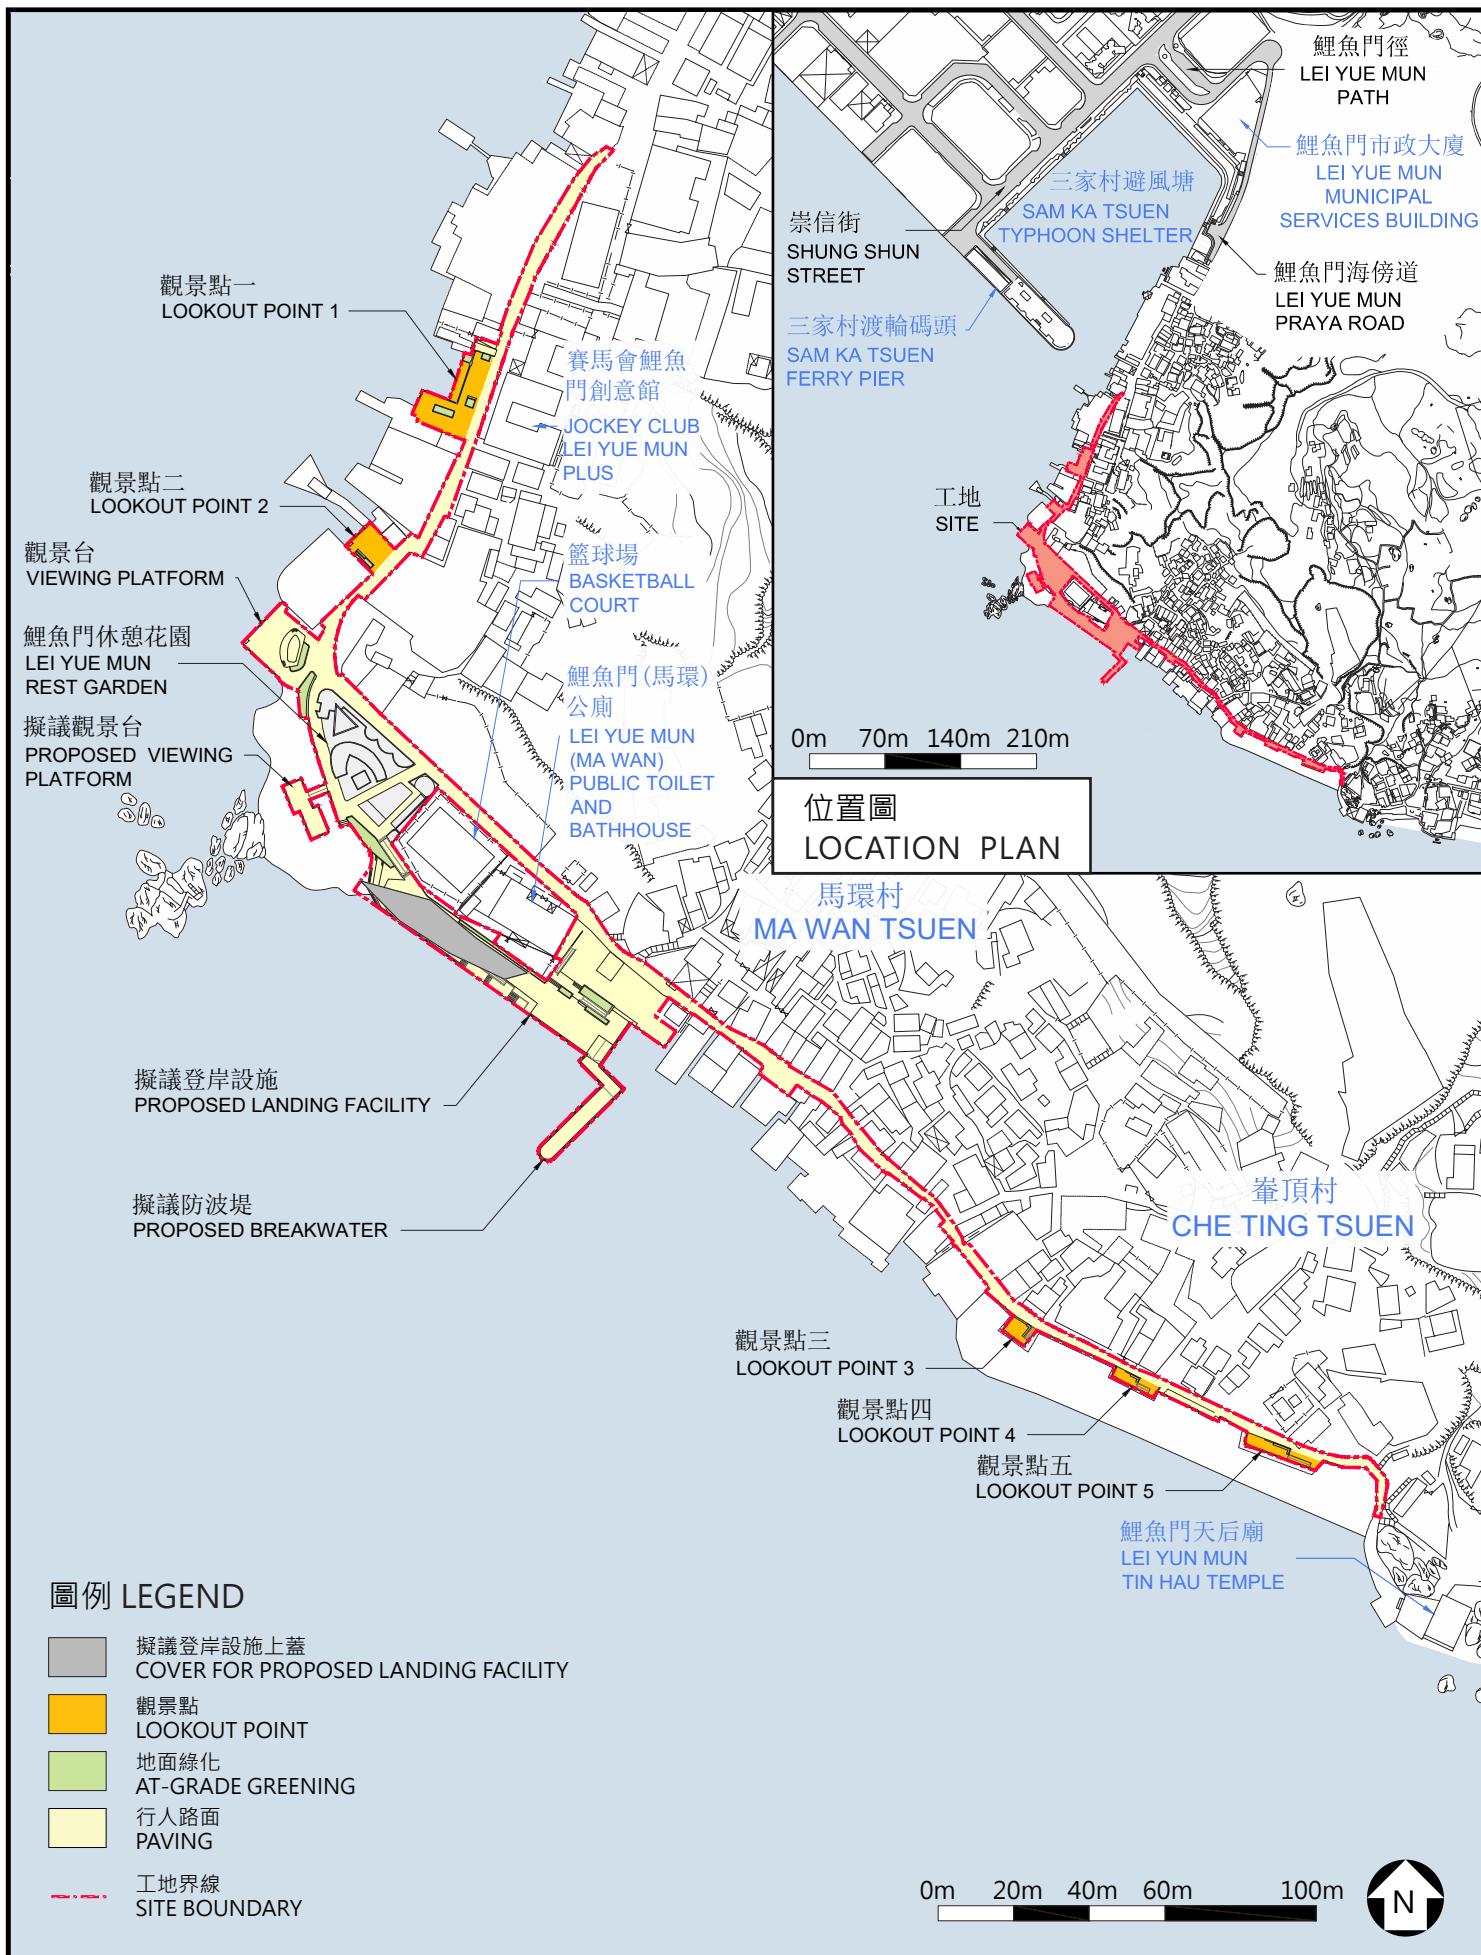 鯉魚門徑
LEI YUE MUN
PATH
鯉魚門市政大廈
LEI YUE MUN
MUNICIPAL
SERVICES BUILDING
三家村避風塘
SAM KA TSUEN
TYPHOON SHELTER
崇信街
SHUNG SHUN
STREET
鯉魚門海傍道
LEI YUE MUN
PRAYA ROAD
三家村渡輪碼頭
SAM KA TSUEN
FERRY PIER
工地
SITE
0m 70m 140m 210m
位置圖
LOCATION PLAN
觀景點一
LOOKOUT POINT 1
賽馬會鯉魚
門創意館
JOCKEY CLUB
LEI YUE MUN
PLUS
觀景點二
LOOKOUT POINT 2
觀景台
VIEWING PLATFORM
籃球場
BASKETBALL
COURT
鯉魚門休憩花園
LEI YUE MUN
REST GARDEN
鯉魚門(馬環)
公廁
LEI YUE MUN
(MA WAN)
PUBLIC TOILET
AND
BATHHOUSE
擬議觀景台
PROPOSED VIEWING
PLATFORM
馬環村
MA WAN TSUEN
擬議登岸設施
PROPOSED LANDING FACILITY
擬議防波堤
PROPOSED BREAKWATER
輋頂村
CHE TING TSUEN
觀景點三
LOOKOUT POINT 3
觀景點四
LOOKOUT POINT 4
觀景點五
LOOKOUT POINT 5
鯉魚門天后廟
LEI YUN MUN
TIN HAU TEMPLE
圖例 LEGEND
擬議登岸設施上蓋
COVER FOR PROPOSED LANDING FACILITY
觀景點
LOOKOUT POINT
地面綠化
AT-GRADE GREENING
行人路面
PAVING
工地界線
SITE BOUNDARY
0m 20m 40m 60m 100m
N